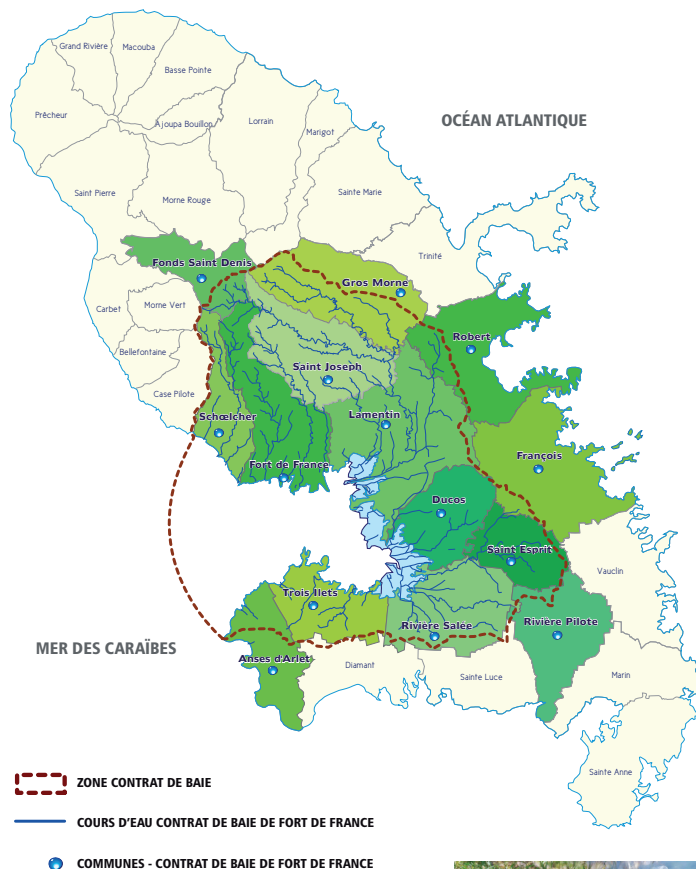 Grand Rivière
Macouba
Basse Pointe
OCÉAN ATLANTIQUE
Prêcheur
Ajoupa Bouillon
Lorrain
Marigot
Saint Pierre
Morne Rouge
Sainte Marie
Trinité
Fonds Saint Denis
Gros Morne
Carbet
Morne Vert
Robert
Bellefontaine
Saint Joseph
Case Pilote
Schœlcher
Lamentin
François
Fort de France
Ducos
Saint Esprit
Vauclin
Trois Ilets
Rivière Salée
Rivière Pilote
MER DES CARAÏBES
Anses d'Arlet
Diamant
Sainte Luce
Marin
Sainte Anne
ZONE CONTRAT DE BAIE
COURS D'EAU CONTRAT DE BAIE DE FORT DE FRANCE
COMMUNES - CONTRAT DE BAIE DE FORT DE FRANCE